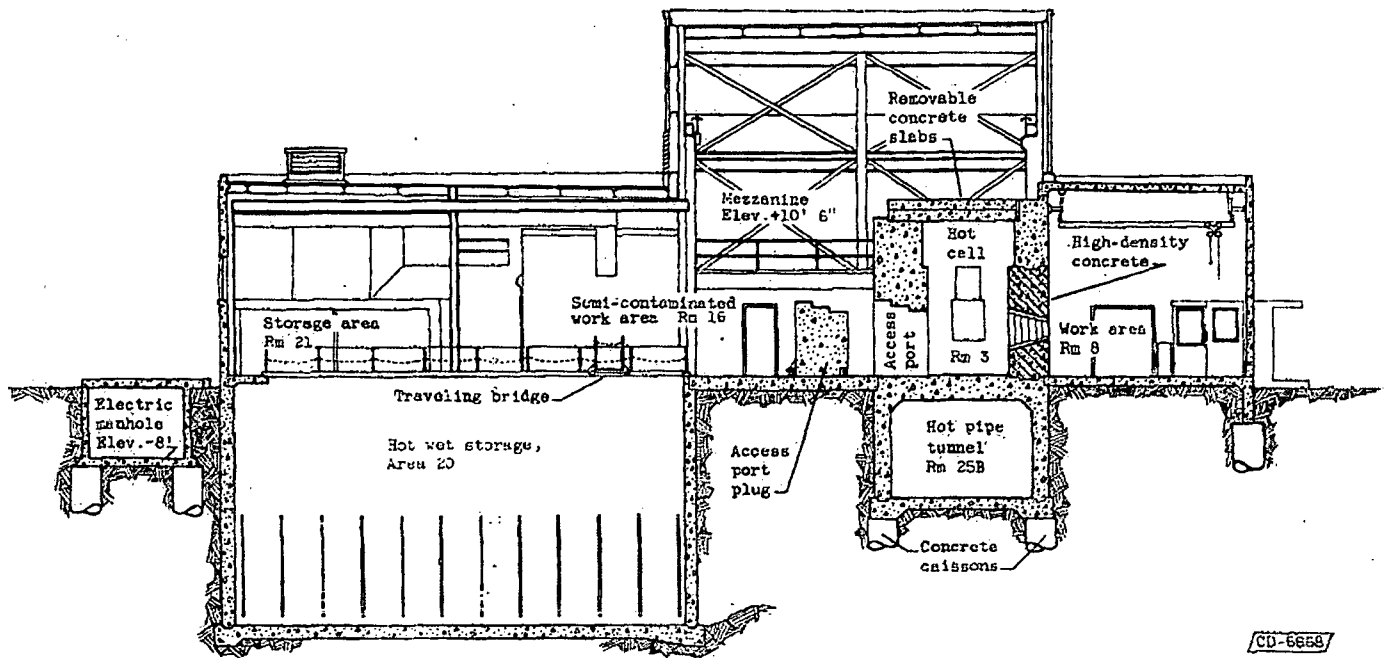 Removable
concrete
slabs
Mezzanine
Elev.+10' 6"
Hot
cell
High-density
concrete
Storage area
Rm 21
Semi-contaminated
work area Rm 16
Access
port
Rm 3
Work area
Rm 8
Traveling bridge
Electric
manhole
Elev.-8'
Hot wet storage,
Area 20
Access
port
plug
Hot pipe
tunnel
Rm 25B
Concrete
caissons
CD-6668